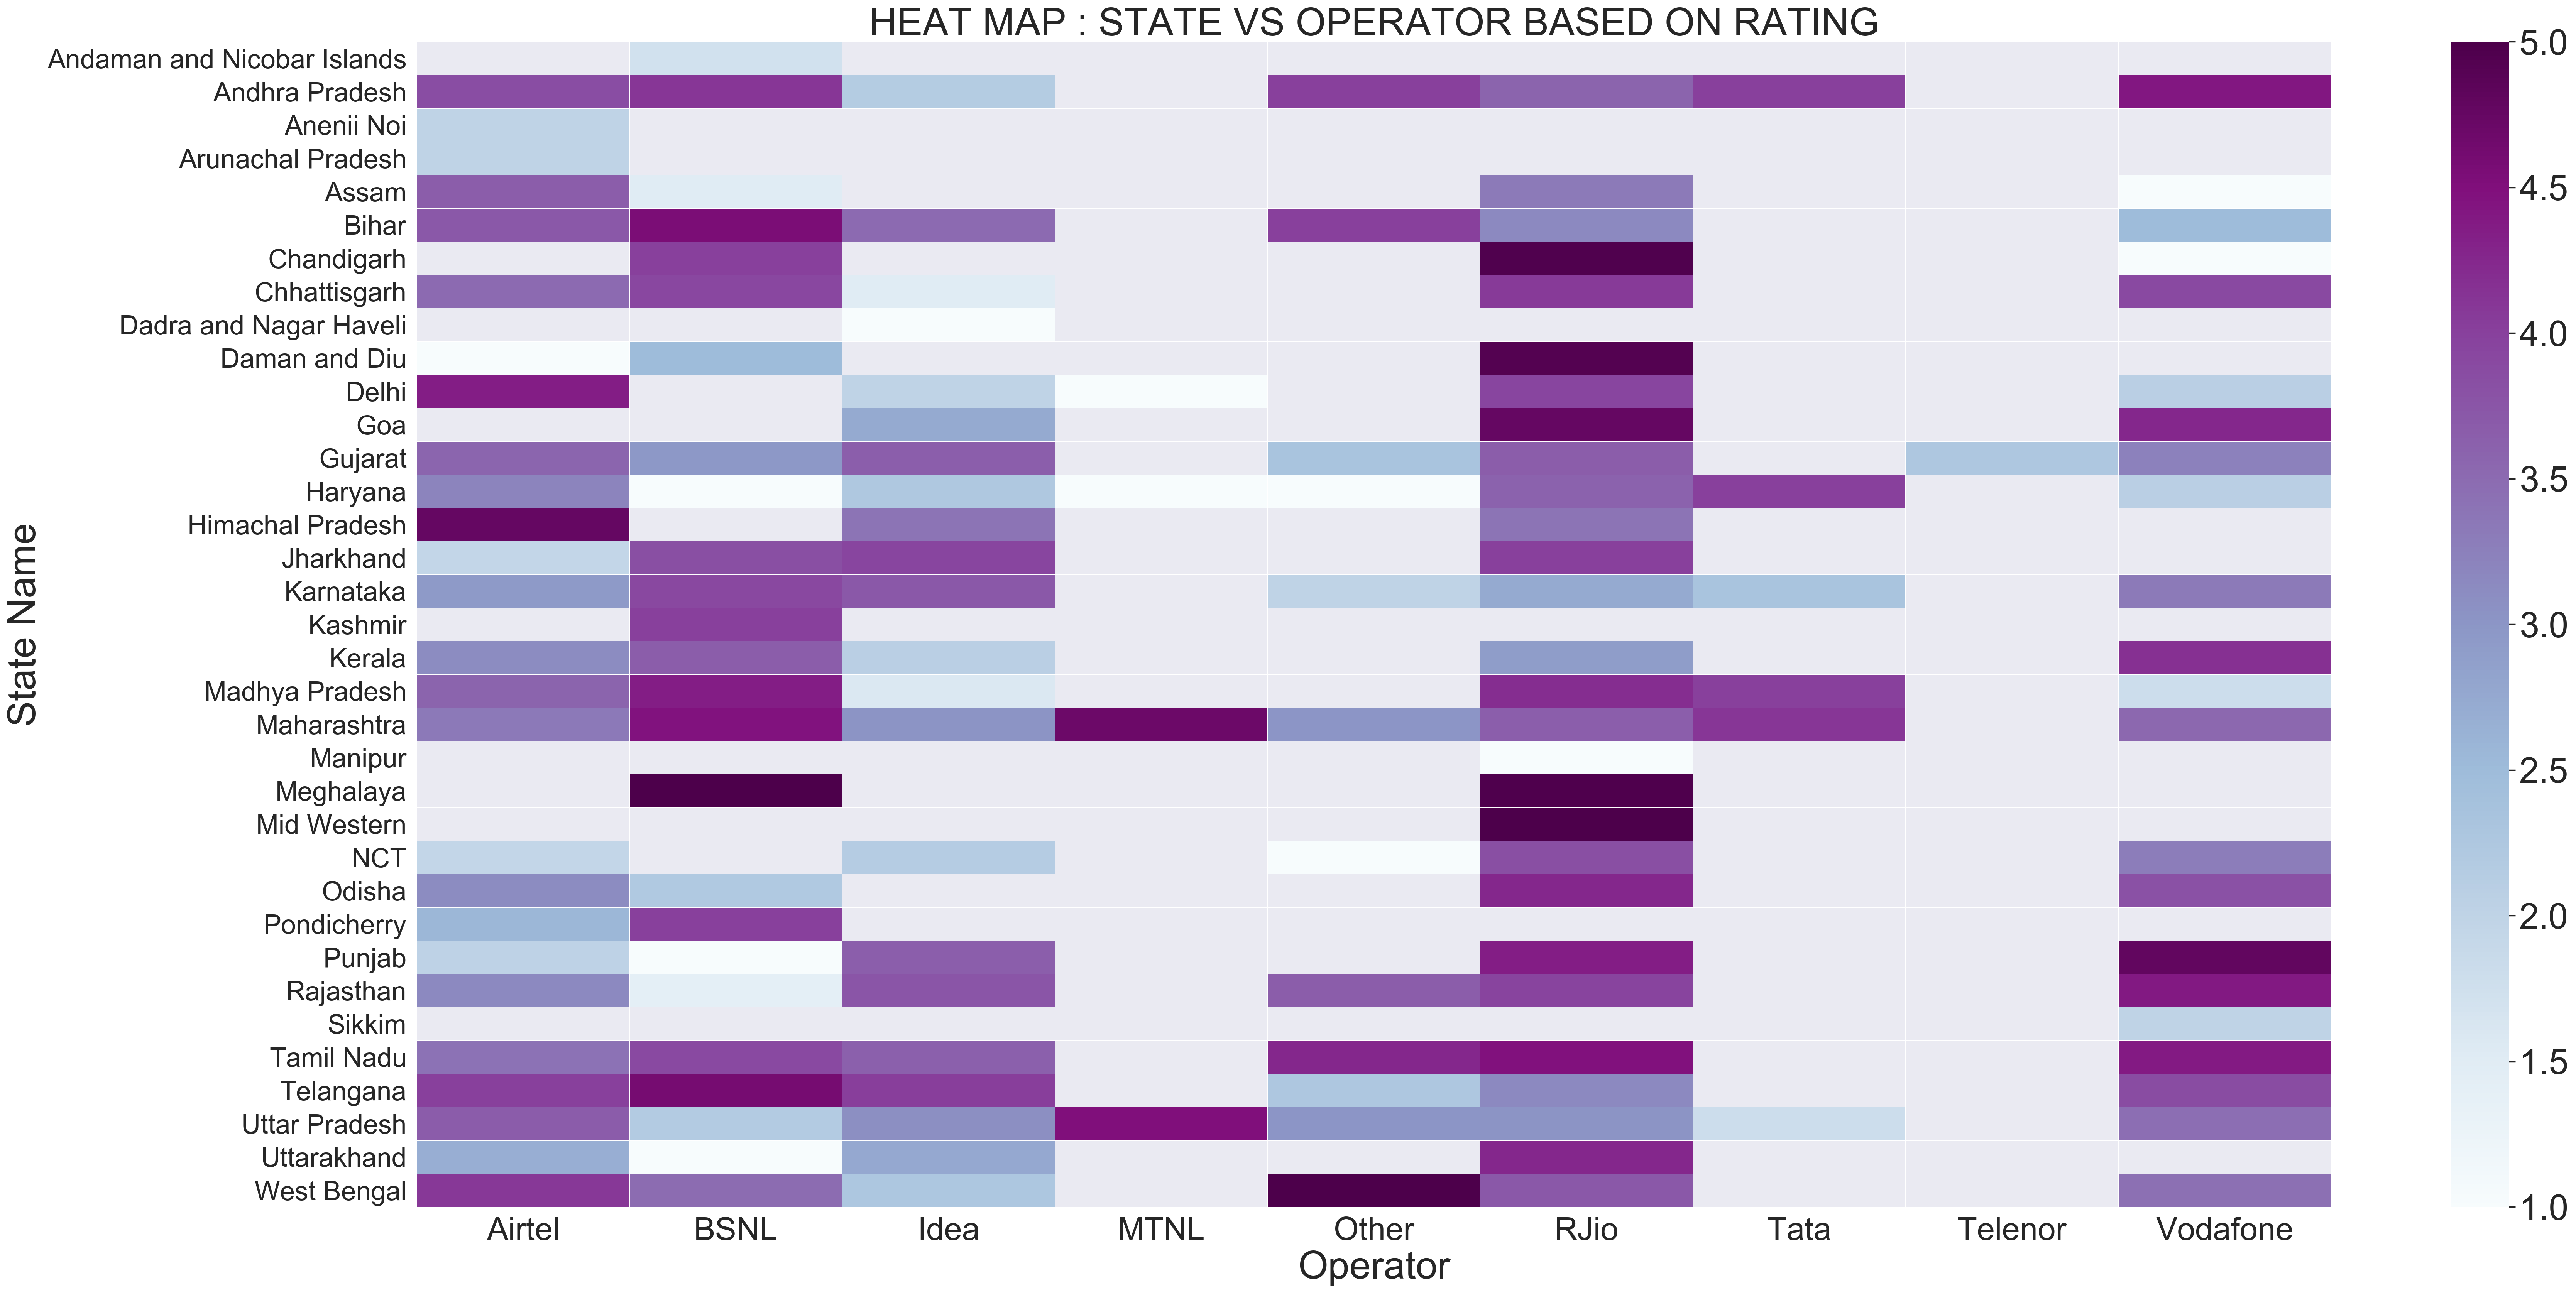 HEAT MAP : STATE VS OPERATOR BASED ON RATING
State Name
Andaman and Nicobar Islands
Andhra Pradesh
Anenii Noi
Arunachal Pradesh
Assam
Bihar
Chandigarh
Chhattisgarh
Dadra and Nagar Haveli
Daman and Diu
Delhi
Goa
Gujarat
Haryana
Himachal Pradesh
Jharkhand
Karnataka
Kashmir
Kerala
Madhya Pradesh
Maharashtra
Manipur
Meghalaya
Mid Western
NCT
Odisha
Pondicherry
Punjab
Rajasthan
Sikkim
Tamil Nadu
Telangana
Uttar Pradesh
Uttarakhand
West Bengal
Airtel BSNL Idea MTNL Other RJio Tata Telenor Vodafone
Operator
5.0
4.5
4.0
3.5
3.0
2.5
2.0
1.5
1.0